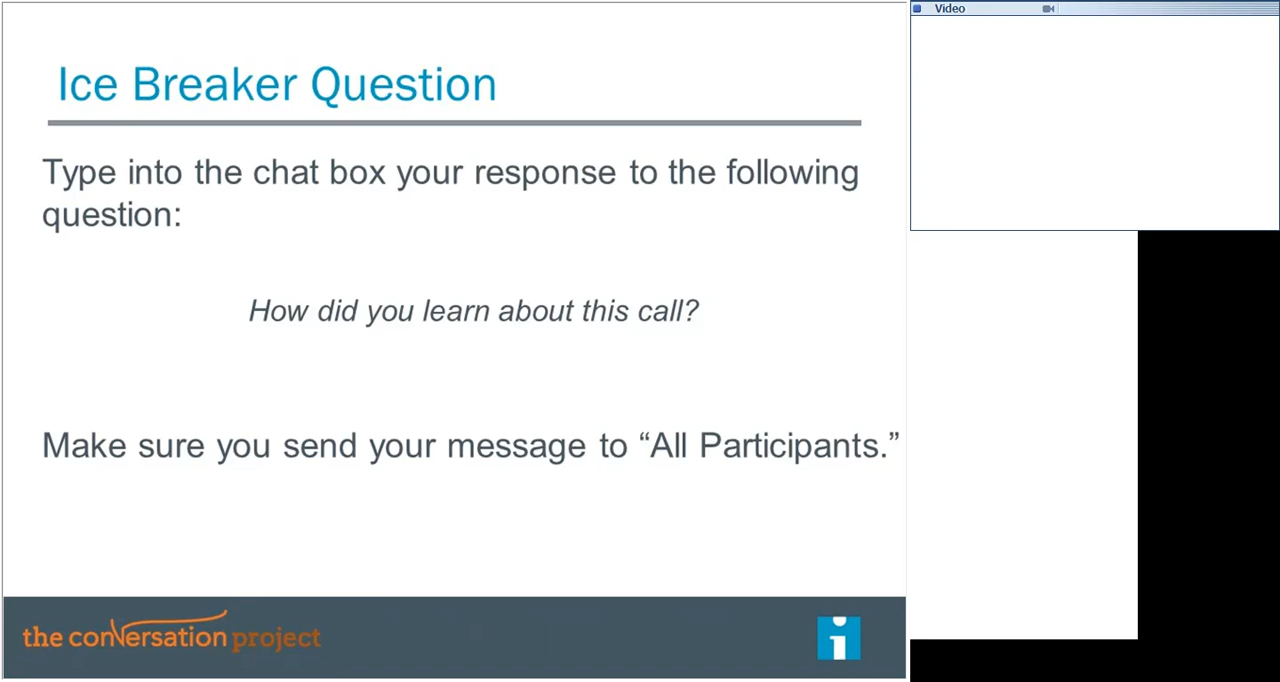 Ice Breaker Question
Type into the chat box your response to the following
question:
How did you learn about this call?
Make sure you send your message to “All Participants.”
the conversation project
i
Video